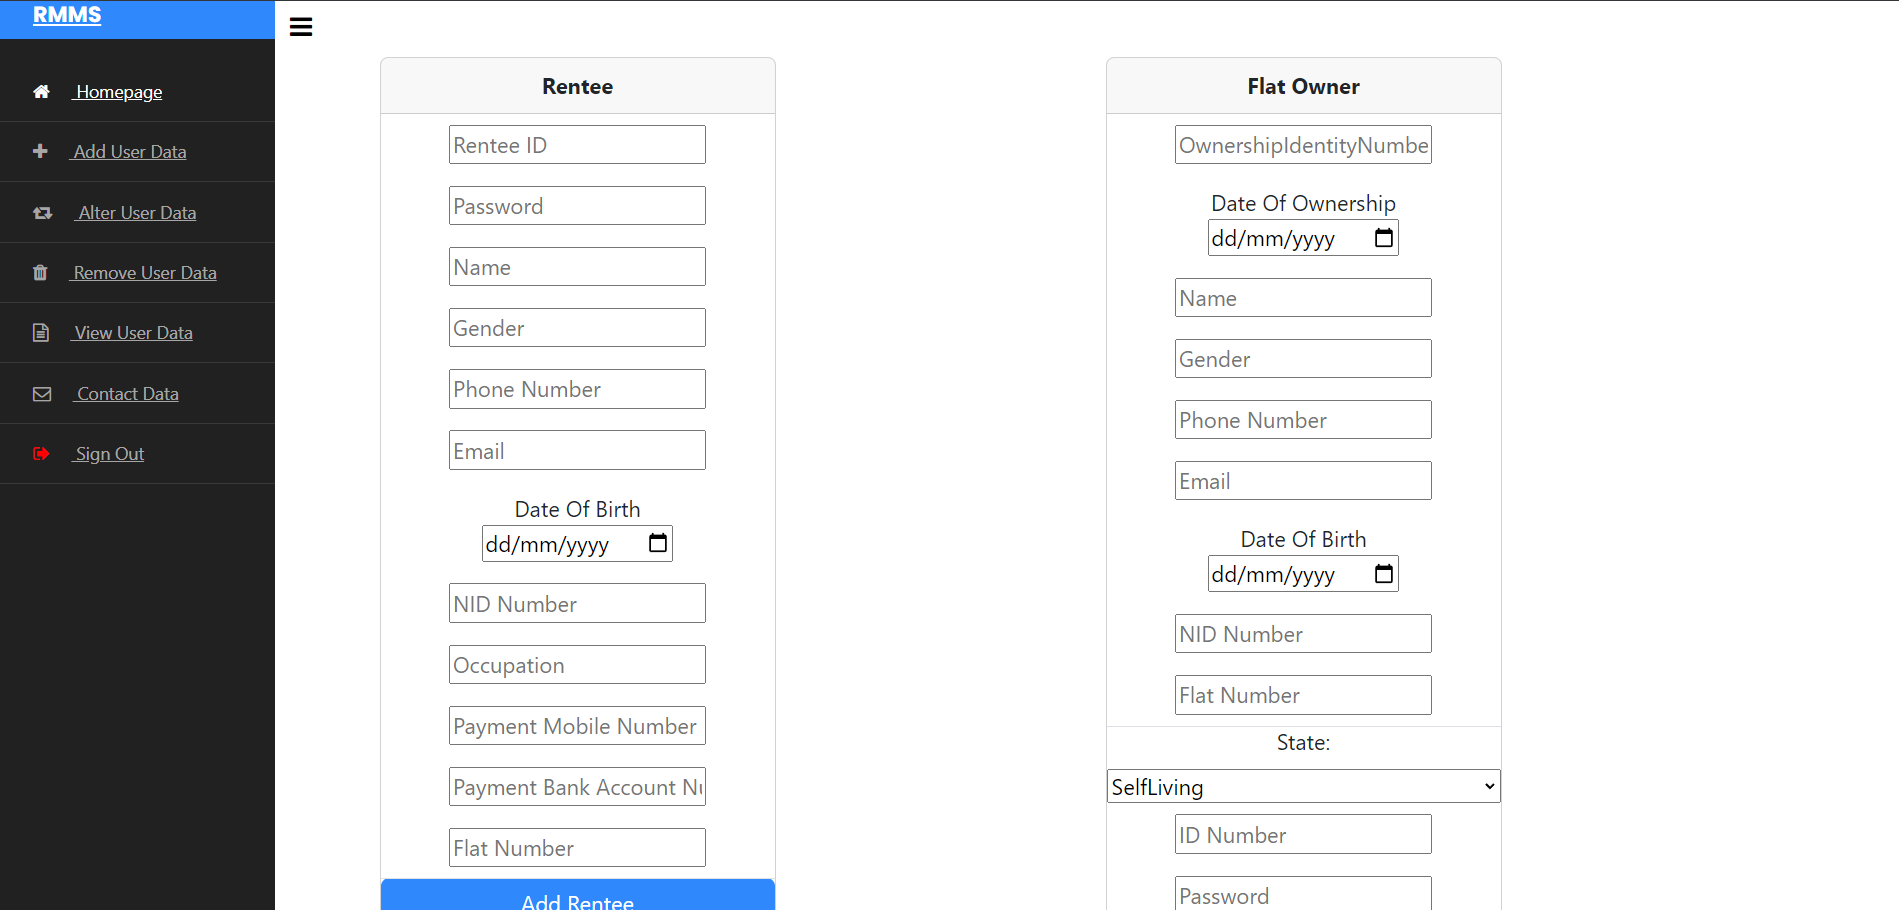 RMMS
Homepage
Add User Data
Alter User Data
Remove User Data
View User Data
Contact Data
Sign Out
Rentee
Rentee ID
Password
Name
Gender
Phone Number
Email
Date Of Birth
dd/mm/yyyy
NID Number
Occupation
Payment Mobile Number
Payment Bank Account Nu
Flat Number
Add Rentee
Flat Owner
OwnershipIdentityNumbe
Date Of Ownership
dd/mm/yyyy
Name
Gender
Phone Number
Email
Date Of Birth
dd/mm/yyyy
NID Number
Flat Number
State:
SelfLiving
ID Number
Password